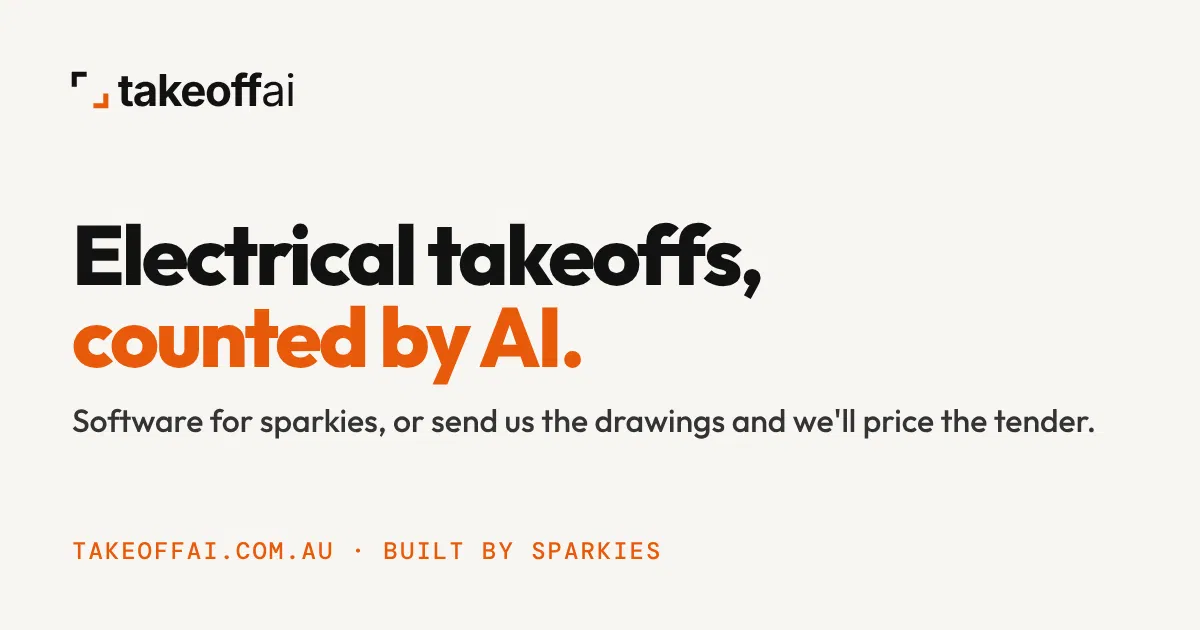 takeoffai
Electrical takeoffs,
counted by AI.
Software for sparkies, or send us the drawings and we'll price the tender.
TAKEOFFAI.COM.AU · BUILT BY SPARKIES